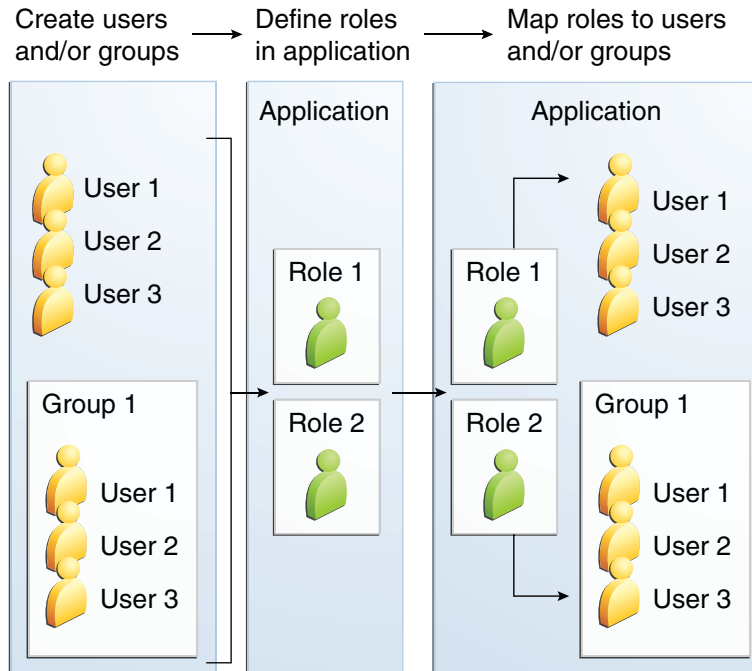 Create users
and/or groups
Define roles
in application
Map roles to users
and/or groups
User 1
User 2
User 3
Group 1
User 1
User 2
User 3
Application
Role 1
Role 2
Application
Role 1
Role 2
User 1
User 2
User 3
Group 1
User 1
User 2
User 3